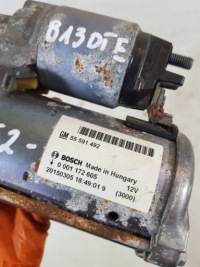 B13DTE
GM 55 591 492
BOSCH Made in Hungary
0 001 172 605
12V
20150305 18:49:01 9 (3000)